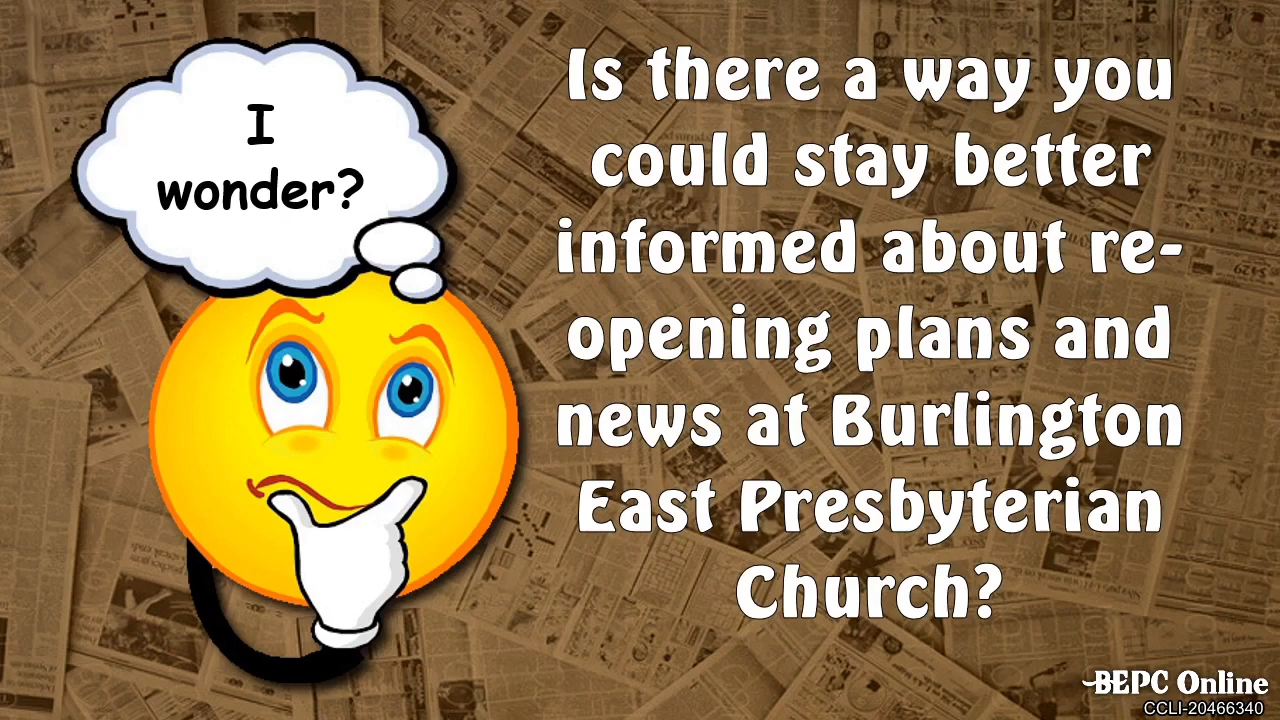 I
wonder?
Is there a way you
could stay better
informed about re-
opening plans and
news at Burlington
East Presbyterian
Church?
BEPC Online
CCLI-20466340